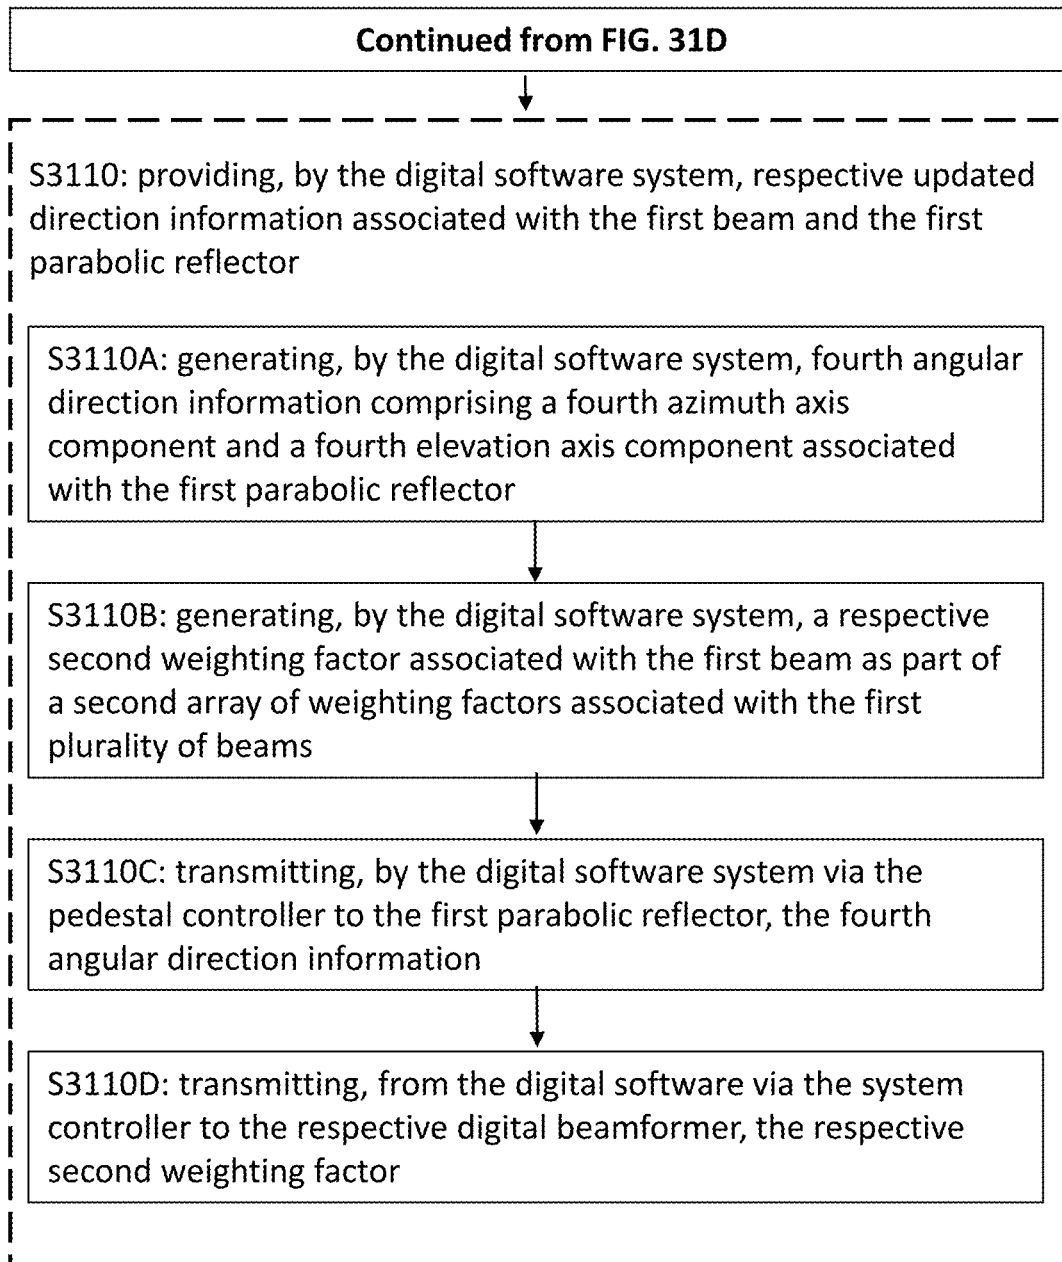 Continued from FIG. 31D
S3110: providing, by the digital software system, respective updated
direction information associated with the first beam and the first
parabolic reflector
S3110A: generating, by the digital software system, fourth angular
direction information comprising a fourth azimuth axis
component and a fourth elevation axis component associated
with the first parabolic reflector
S3110B: generating, by the digital software system, a respective
second weighting factor associated with the first beam as part of
a second array of weighting factors associated with the first
plurality of beams
S3110C: transmitting, by the digital software system via the
pedestal controller to the first parabolic reflector, the fourth
angular direction information
S3110D: transmitting, from the digital software via the system
controller to the respective digital beamformer, the respective
second weighting factor